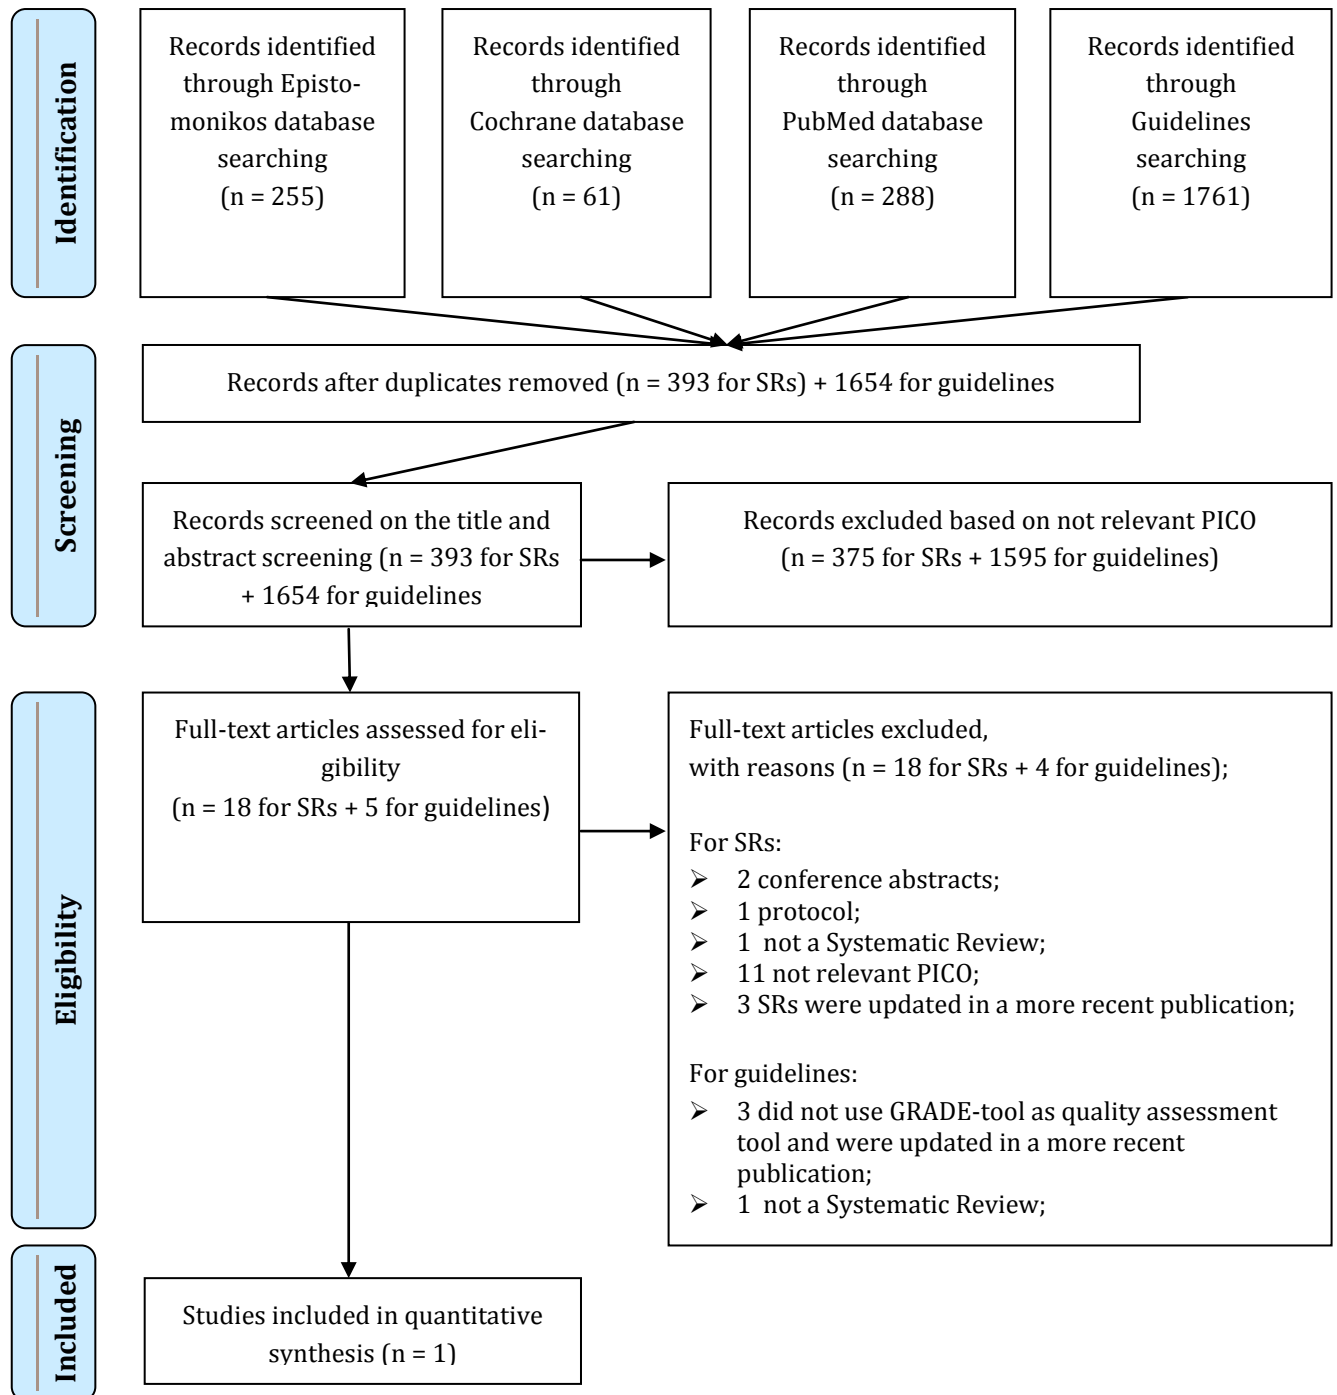 Identification
Records identified
through Episto-
monikos database
searching
(n = 255)
Records identified
through
Cochrane database
searching
(n = 61)
Records identified
through
PubMed database
searching
(n = 288)
Records identified
through
Guidelines
searching
(n = 1761)
Screening
Records after duplicates removed (n = 393 for SRs) + 1654 for guidelines
Records screened on the title and
abstract screening (n = 393 for SRs
+ 1654 for guidelines
Records excluded based on not relevant PICO
(n = 375 for SRs + 1595 for guidelines)
Eligibility
Full-text articles assessed for eli-
gibility
(n = 18 for SRs + 5 for guidelines)
Full-text articles excluded,
with reasons (n = 18 for SRs + 4 for guidelines);
For SRs:
➢ 2 conference abstracts;
➢ 1 protocol;
➢ 1 not a Systematic Review;
➢ 11 not relevant PICO;
➢ 3 SRs were updated in a more recent publication;
For guidelines:
➢ 3 did not use GRADE-tool as quality assessment
tool and were updated in a more recent
publication;
➢ 1 not a Systematic Review;
Included
Studies included in quantitative
synthesis (n = 1)